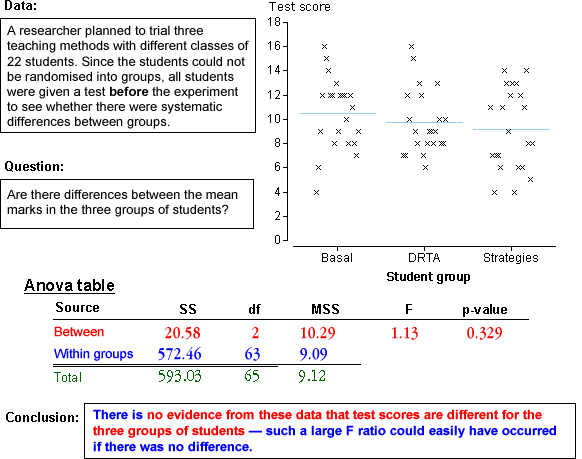 Data:
A researcher planned to trial three
teaching methods with different classes of
22 students. Since the students could not
be randomised into groups, all students
were given a test before the experiment
to see whether there were systematic
differences between groups.
Question:
Are there differences between the mean
marks in the three groups of students?
Test score
18
16
14
12
10
8
6
4
2
0
Basal DRTA Strategies
Student group
Anova table
Source SS df MSS F p-value
Between 20.58 2 10.29 1.13 0.329
Within groups 572.46 63 9.09
Total 593.03 65 9.12
Conclusion:
There is no evidence from these data that test scores are different for the
three groups of students — such a large F ratio could easily have occurred
if there was no difference.